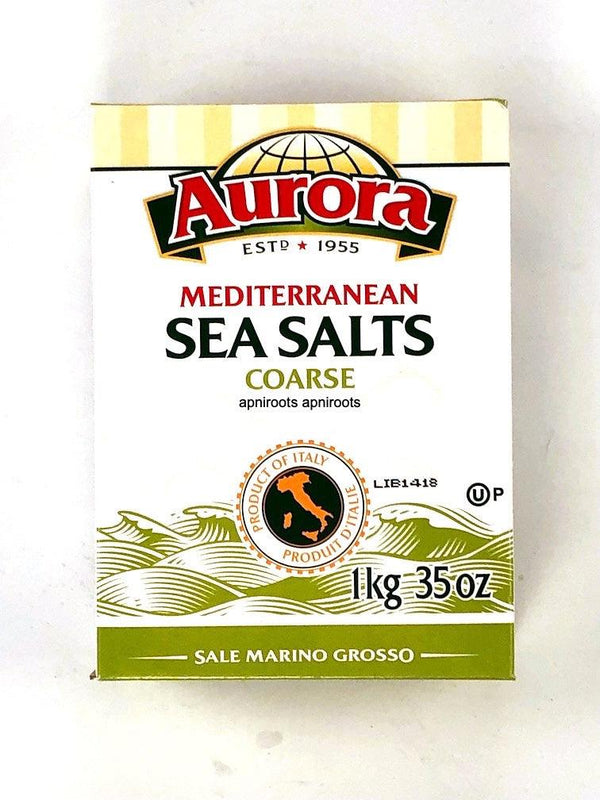 Aurora
ESTD ★ 1955
MEDITERRANEAN
SEA SALTS
COARSE
apniroots apniroots
PRODUCT OF ITALY
PRODUIT D'ITALIE
LIB1418
U P
1kg 35oz
SALE MARINO GROSSO